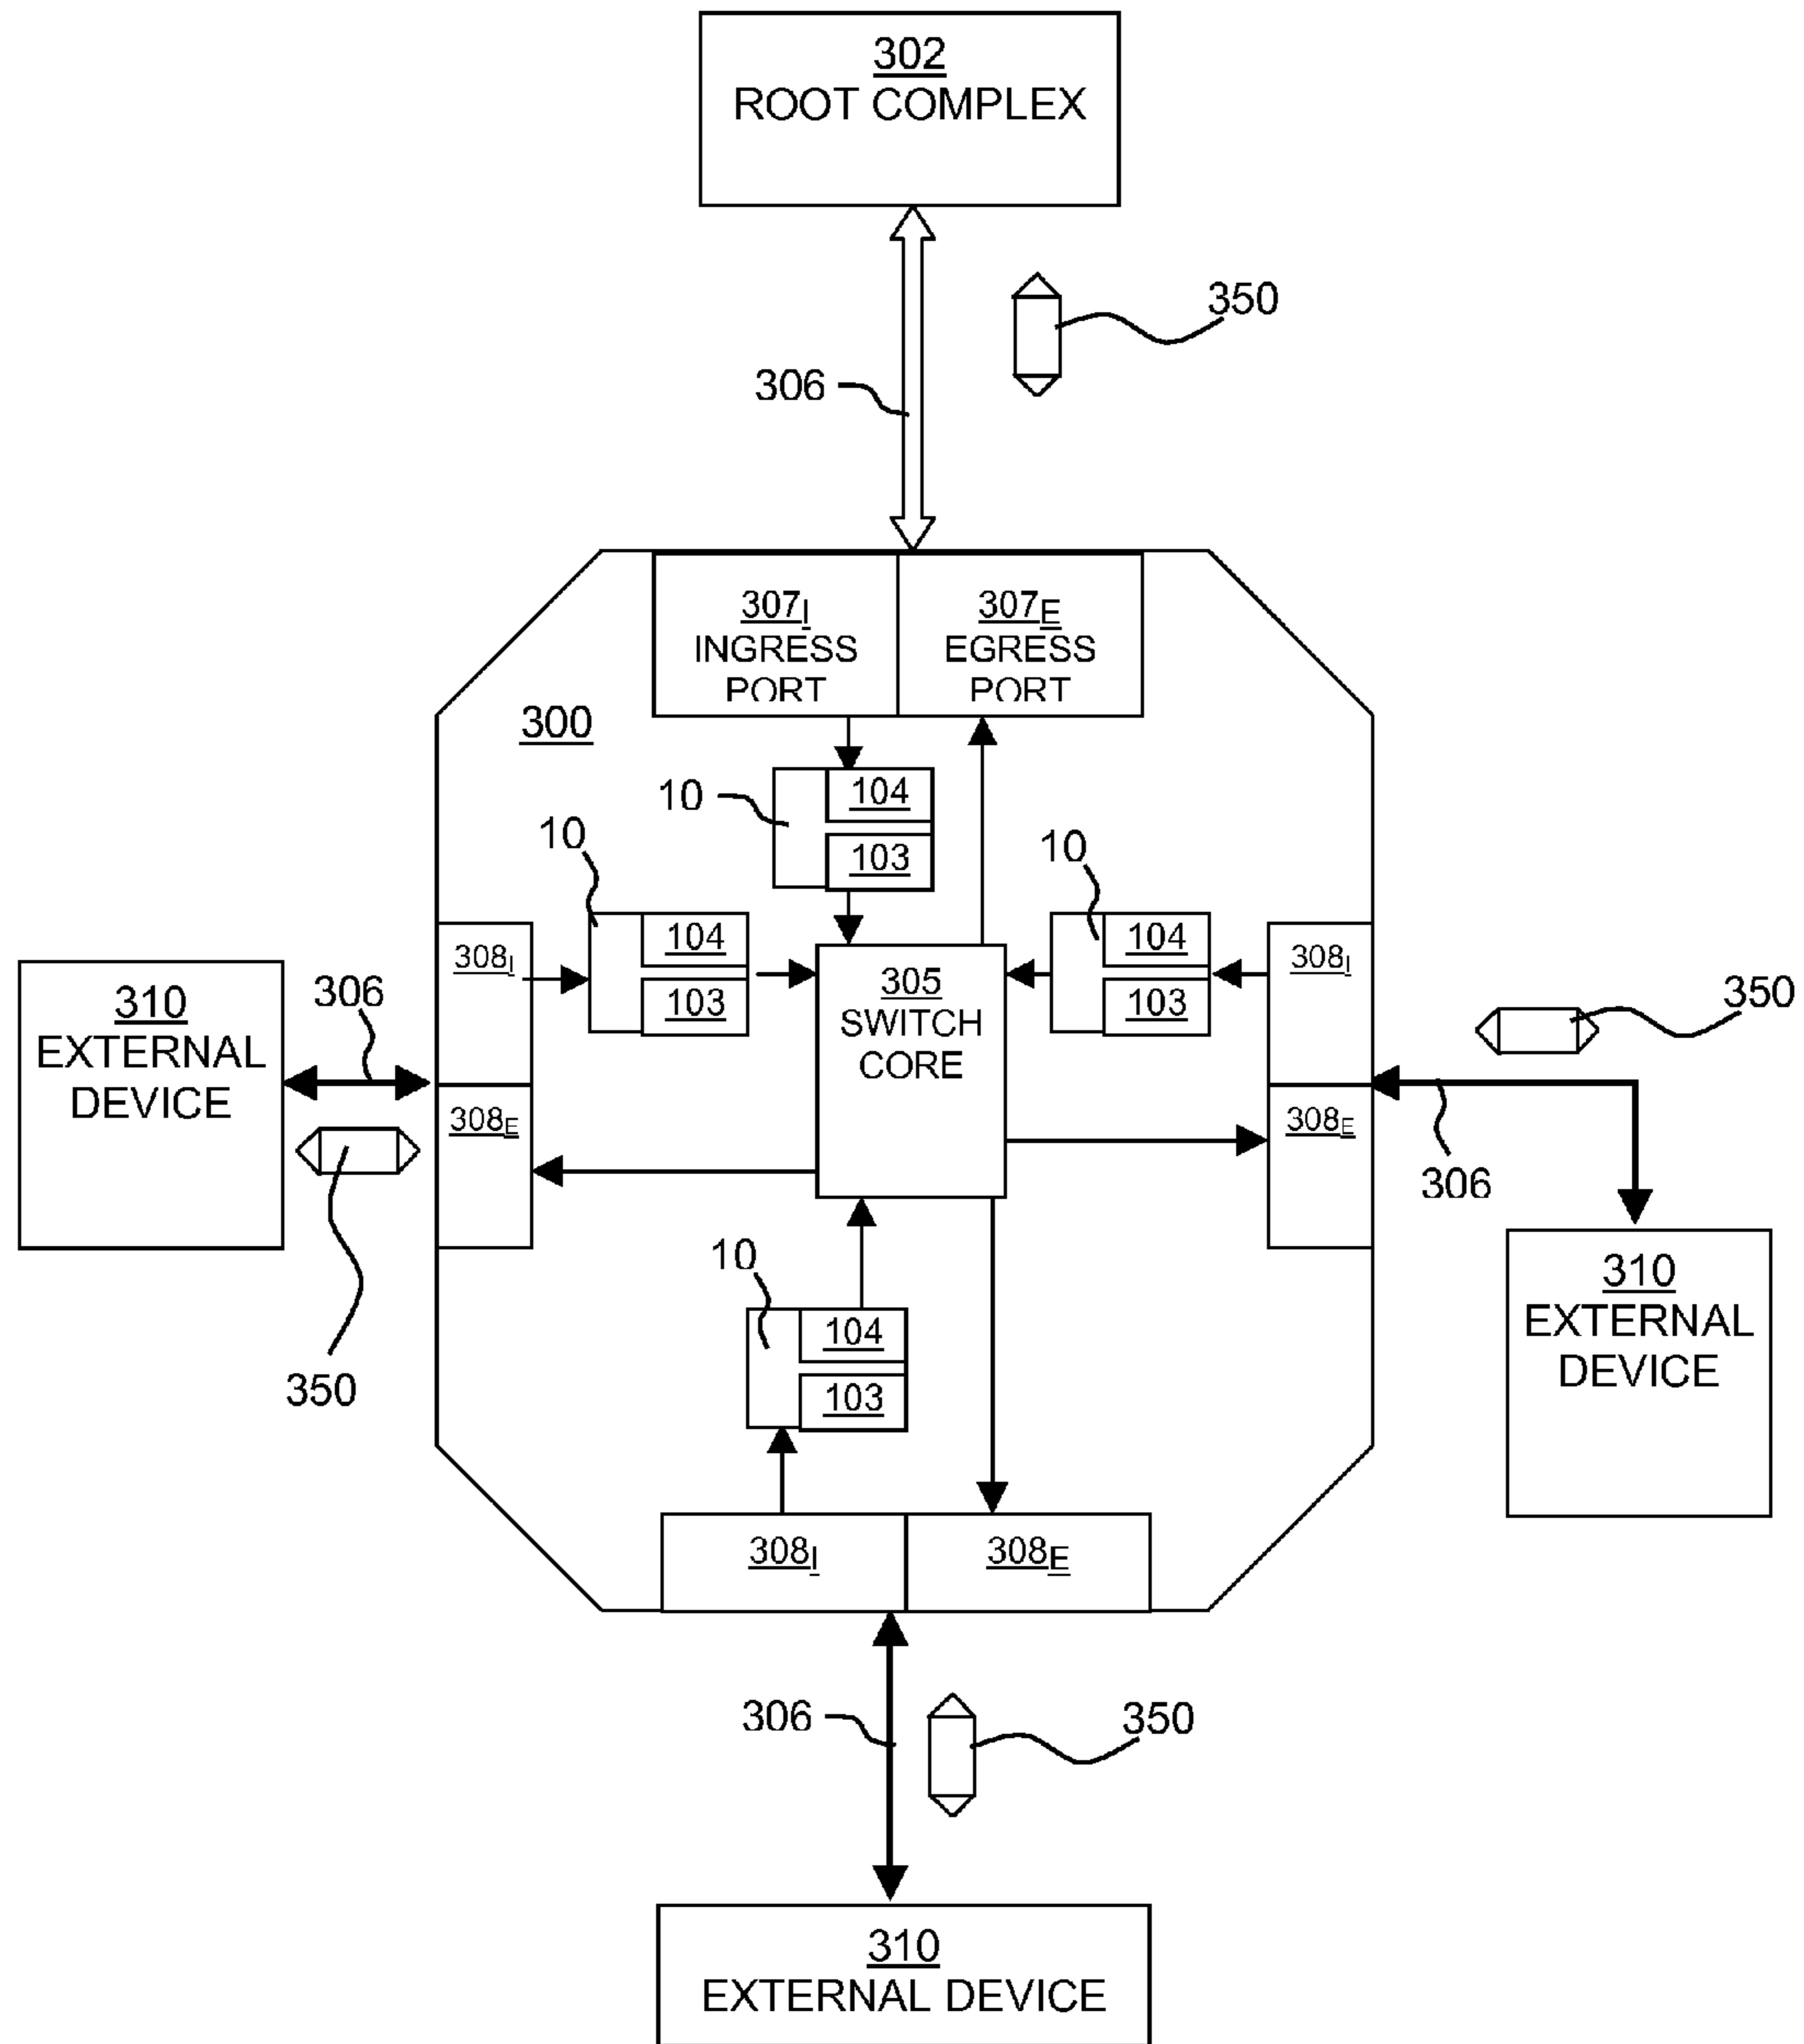 302
ROOT COMPLEX
350
306
307I
INGRESS
PORT
307E
EGRESS
PORT
300
10
104
103
10
104
103
10
104
103
308I
308E
305
SWITCH
CORE
308I
308E
310
EXTERNAL
DEVICE
306
350
350
306
310
EXTERNAL
DEVICE
10
104
103
308I
308E
306
350
310
EXTERNAL DEVICE